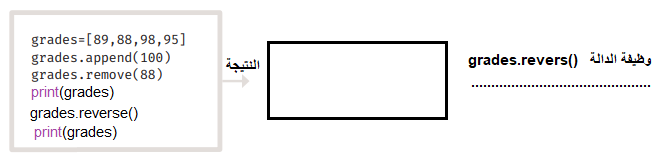 grades=[89,88,98,95]
grades.append(100)
grades.remove(88)
print(grades)
grades.reverse()
print(grades)
النتيجة
وظيفة الدالة grades.revers()
............................................